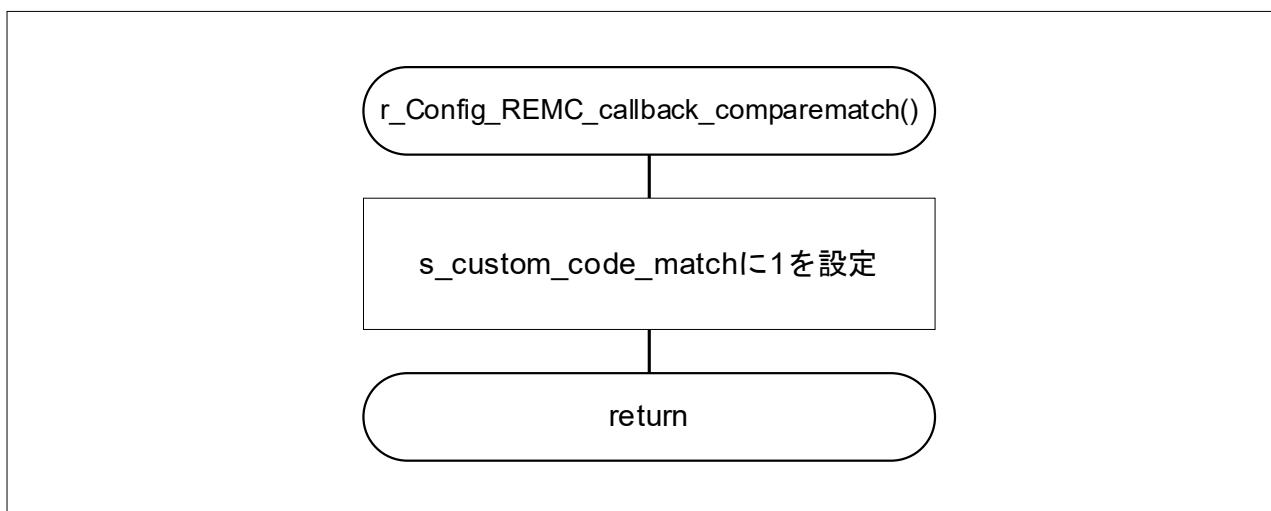 r_Config_REMC_callback_comparematch()
s_custom_code_matchに1を設定
return